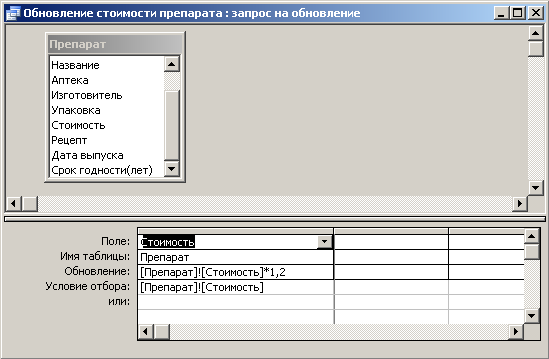 Обновление стоимости препарата : запрос на обновление
Препарат
Название
Аптека
Изготовитель
Упаковка
Стоимость
Рецепт
Дата выпуска
Срок годности(лет)
Поле: Стоимость
Имя таблицы: Препарат
Обновление: [Препарат]![Стоимость]*1,2
Условие отбора: [Препарат]![Стоимость]
или: